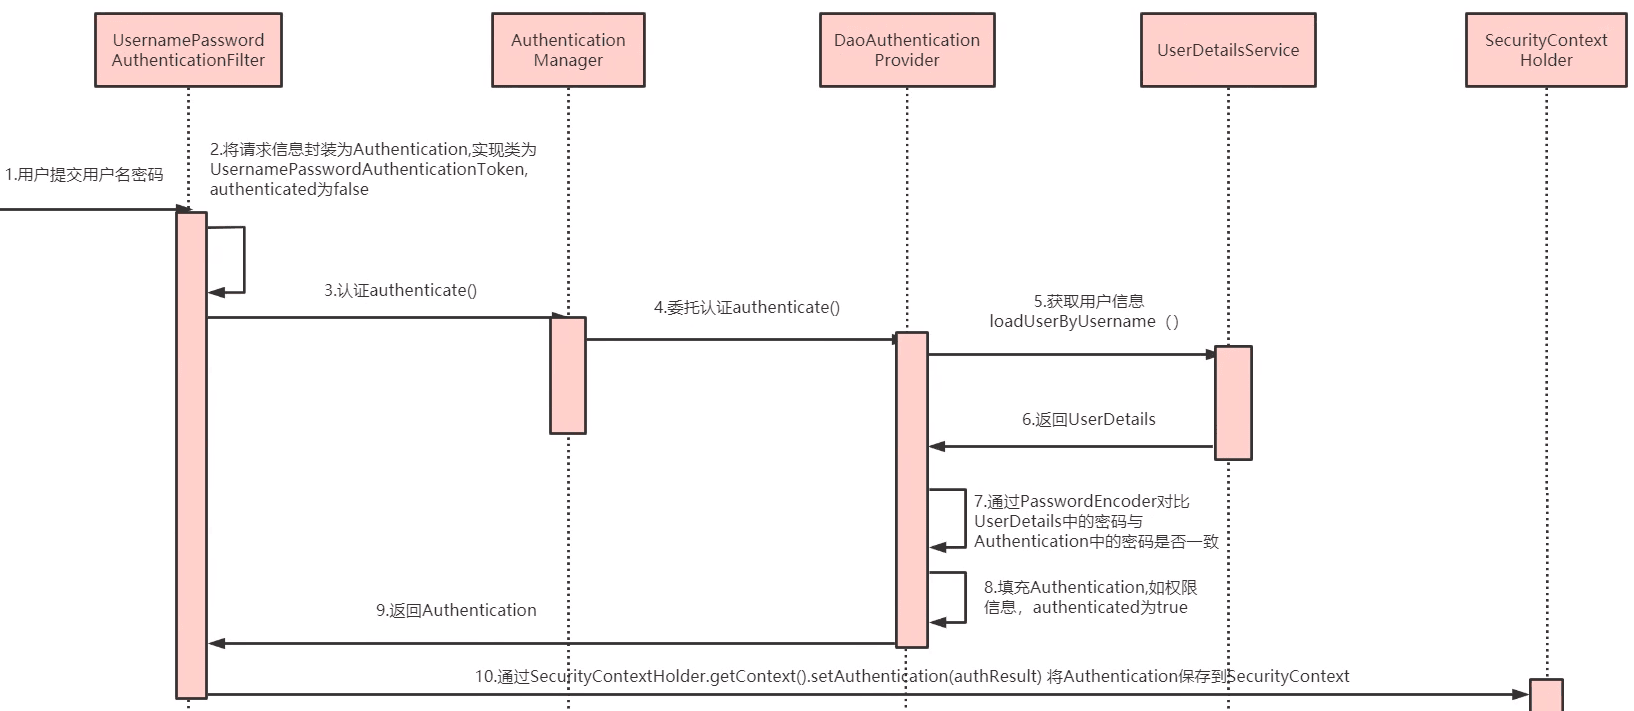 UsernamePassword
AuthenticationFilter
Authentication
Manager
DaoAuthentication
Provider
UserDetailsService
SecurityContext
Holder
1.用户提交用户名密码
2.将请求信息封装为Authentication,实现类为
UsernamePasswordAuthenticationToken,
authenticated为false
3.认证authenticate()
4.委托认证authenticate()
5.获取用户信息
loadUserByUsername（）
6.返回UserDetails
7.通过PasswordEncoder对比
UserDetails中的密码与
Authentication中的密码是否一致
8.填充Authentication,如权限
信息，authenticated为true
9.返回Authentication
10.通过SecurityContextHolder.getContext().setAuthentication(authResult) 将Authentication保存到SecurityContext